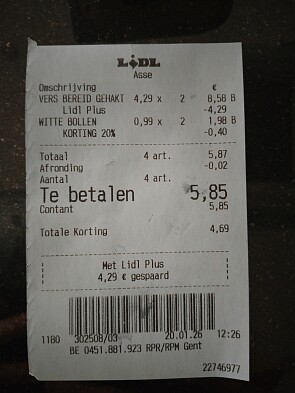 LIDL
Asse
Omschrijving €
VERS BEREID GEHAKT 4,29 x 2 8,58 B
Lidl Plus -4,29
WITTE BOLLEN 0,99 x 2 1,98 B
KORTING 20% -0,40
Totaal 4 art. 5,87
Afronding -0,02
Aantal 4 art.
Te betalen 5,85
Contant 5,85
Totale Korting 4,69
Met Lidl Plus
4,29 € gespaard
1180 302508/03 20.01.26 12:26
BE 0451.881.923 RPR/RPM Gent
22746977